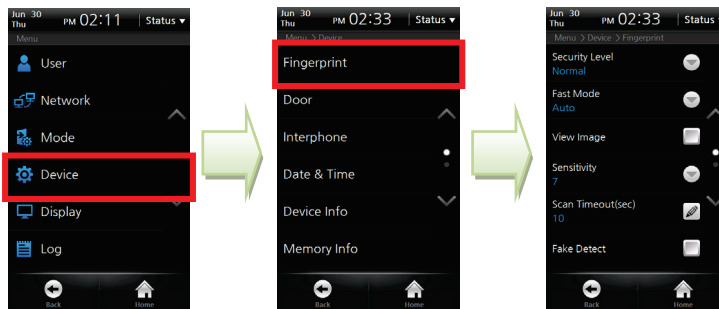 Jun 30
Thu
PM 02:11
Status ▾
Menu
User
Network
Mode
Device
Display
Log
Back
Home
Jun 30
Thu
PM 02:33
Status ▾
Menu > Device
Fingerprint
Door
Interphone
Date & Time
Device Info
Memory Info
Back
Home
Jun 30
Thu
PM 02:33
Status
Menu > Device > Fingerprint
Security Level
Normal
Fast Mode
Auto
View Image
Sensitivity
7
Scan Timeout(sec)
10
Fake Detect
Back
Home